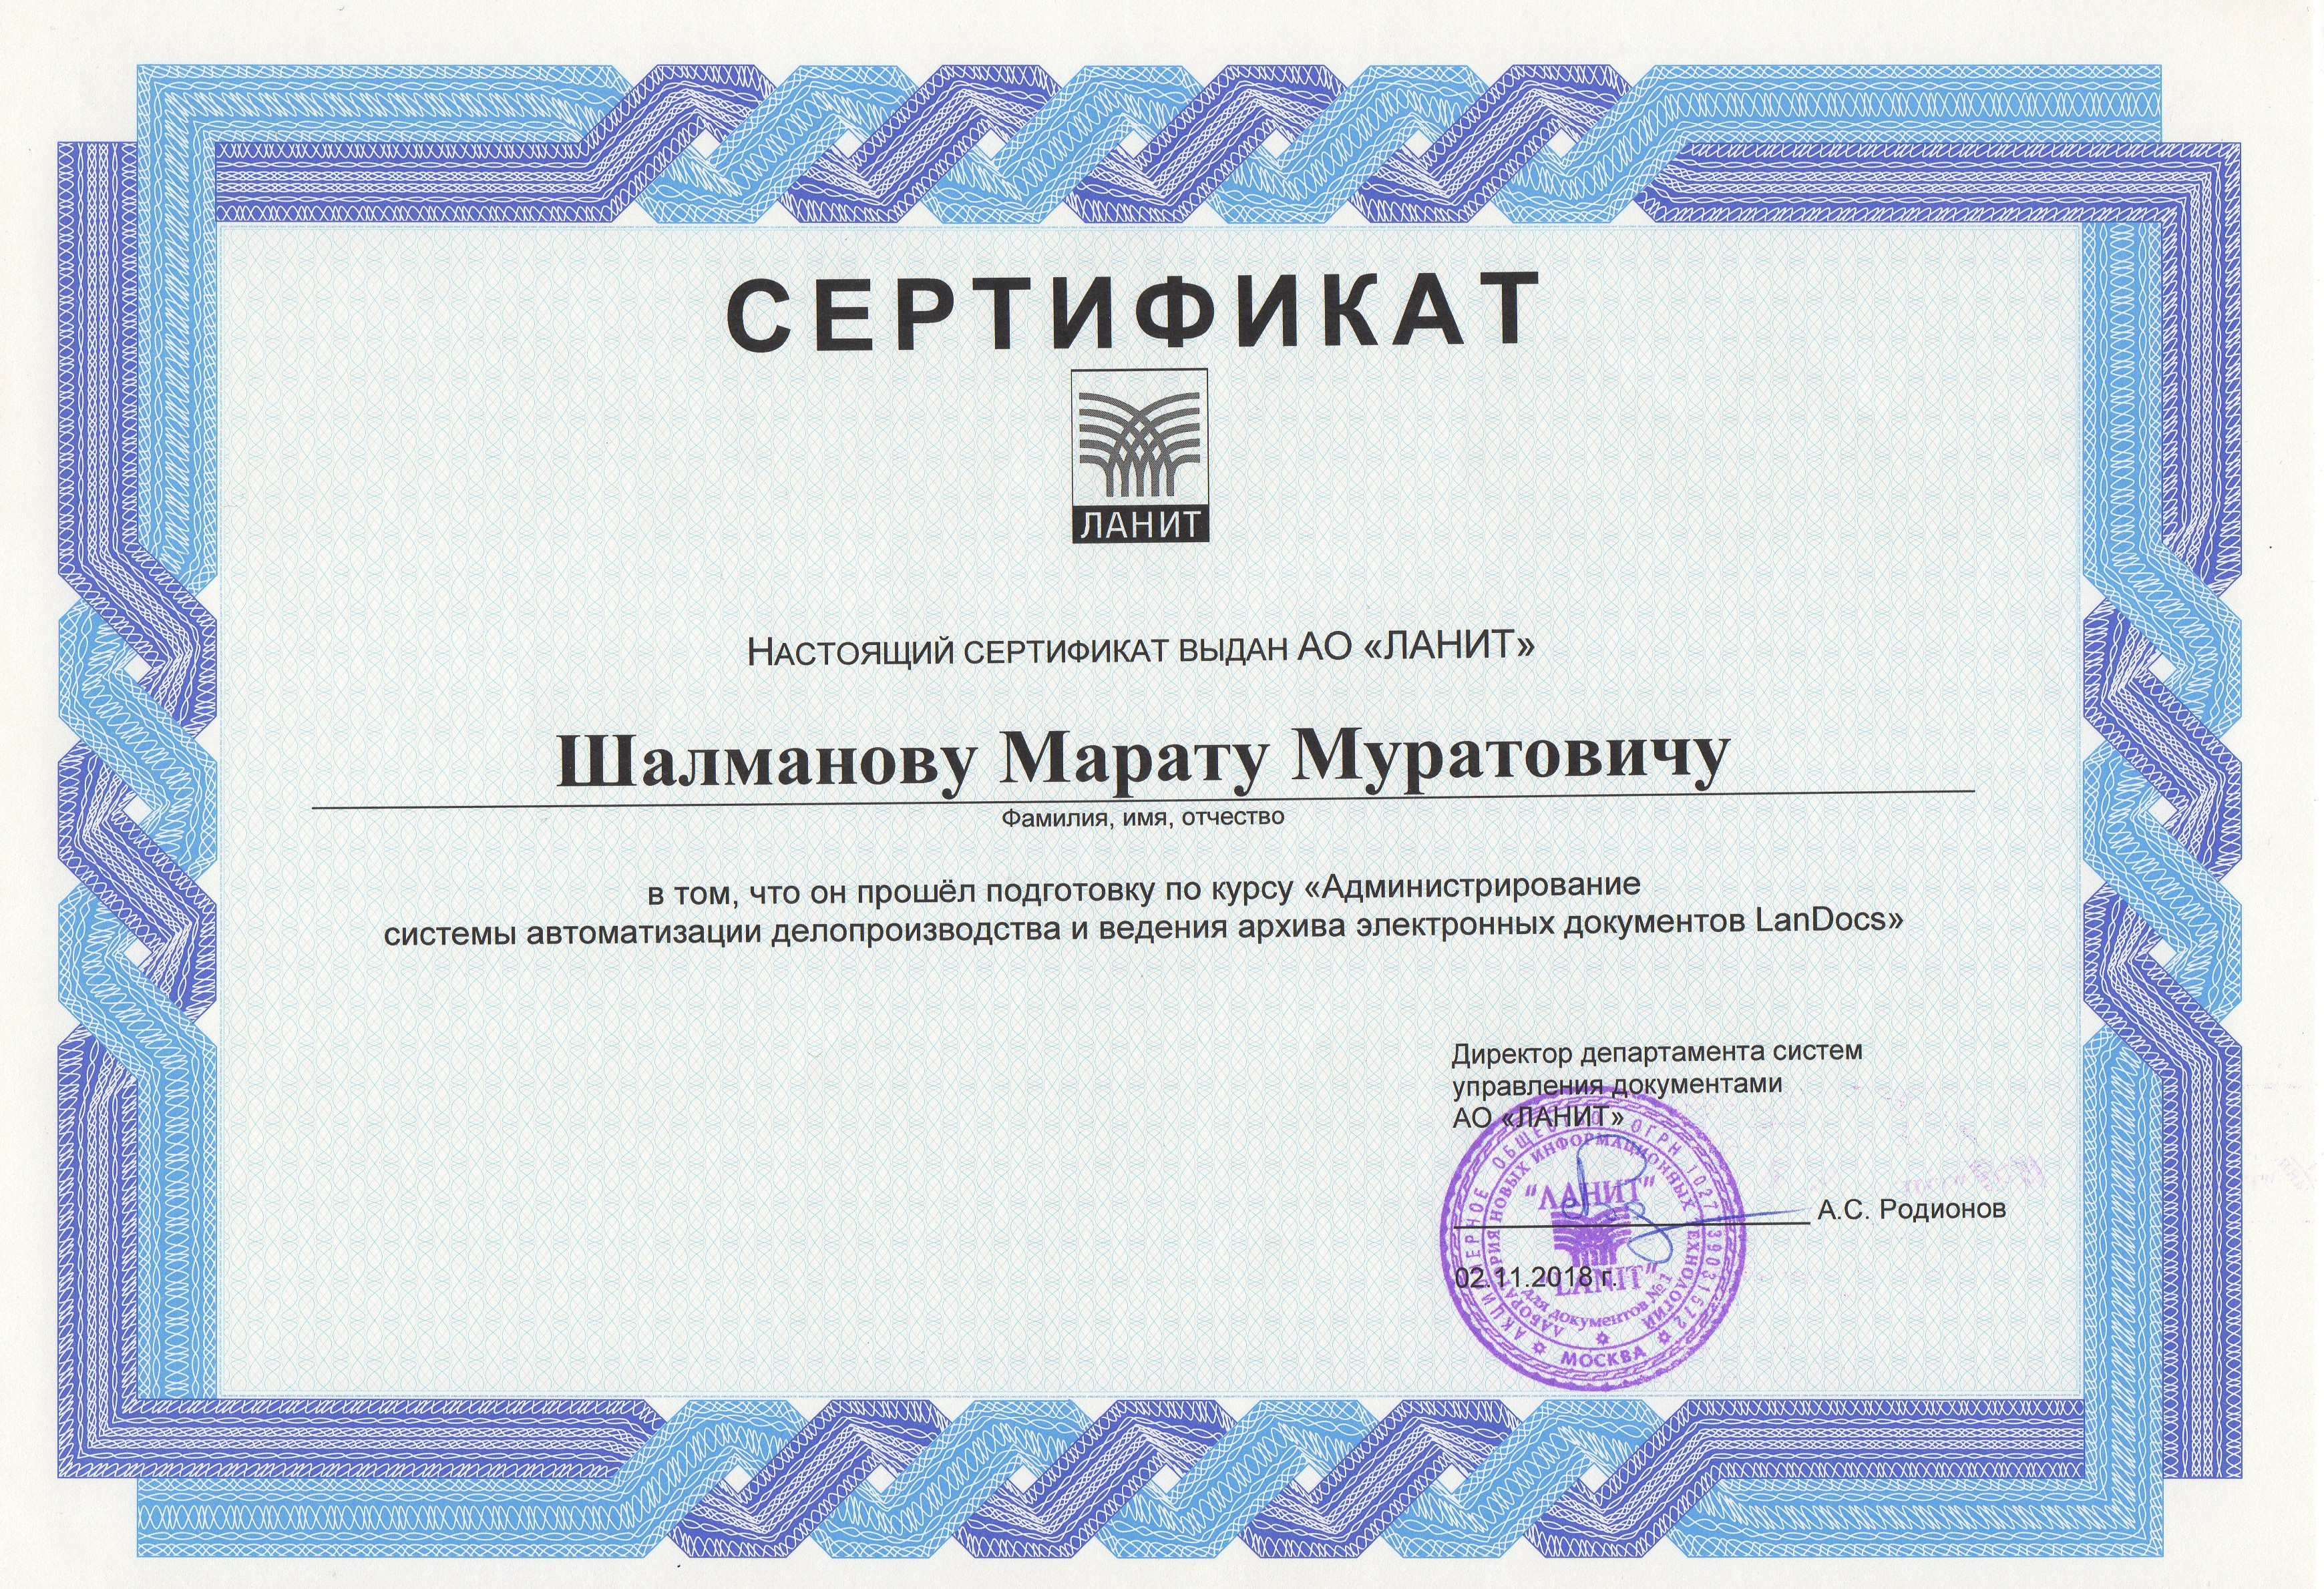 СЕРТИФИКАТ
ЛАНИТ
НАСТОЯЩИЙ СЕРТИФИКАТ ВЫДАН АО «ЛАНИТ»
Шалманову Марату Муратовичу
Фамилия, имя, отчество
в том, что он прошёл подготовку по курсу «Администрирование
системы автоматизации делопроизводства и ведения архива электронных документов LanDocs»
Директор департамента систем
управления документами
АО «ЛАНИТ»
А.С. Родионов
02.11.2018 г.
АКЦИОНЕРНОЕ ОБЩЕСТВО ОГРН 1027739031572
МОСКВА
ЛАБОРАТОРИЯ НОВЫХ ИНФОРМАЦИОННЫХ ТЕХНОЛОГИЙ
"ЛАНИТ"
"LANIT"
для документов №1